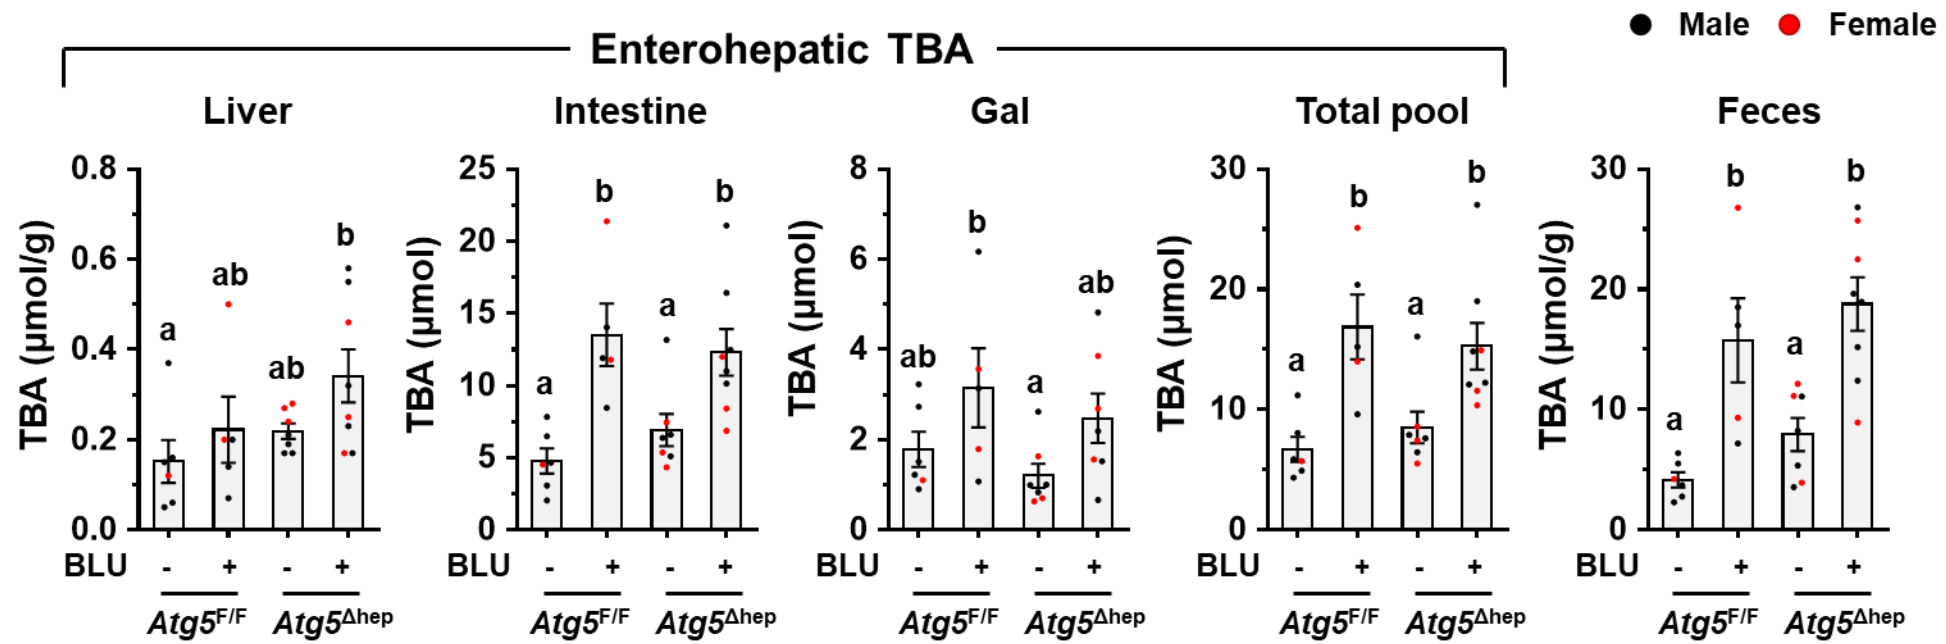 Male Female
Enterohepatic TBA
Liver Intestine Gal Total pool Feces
TBA (µmol/g)
0.8
0.6
0.4
0.2
0.0
a ab ab b
BLU - + - +
Atg5F/F Atg5Δhep
TBA (µmol)
25
20
15
10
5
0
a b a b
BLU - + - +
Atg5F/F Atg5Δhep
TBA (µmol)
8
6
4
2
0
ab b a ab
BLU - + - +
Atg5F/F Atg5Δhep
TBA (µmol)
30
20
10
0
a b a b
BLU - + - +
Atg5F/F Atg5Δhep
TBA (µmol/g)
30
20
10
0
a b a b
BLU - + - +
Atg5F/F Atg5Δhep